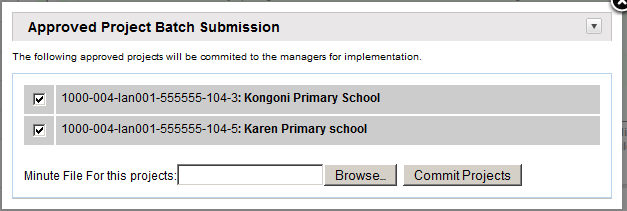 Approved Project Batch Submission
The following approved projects will be commited to the managers for implementation.
1000-004-lan001-555555-104-3: Kongoni Primary School
1000-004-lan001-555555-104-5: Karen Primary school
Minute File For this projects: Browse... Commit Projects